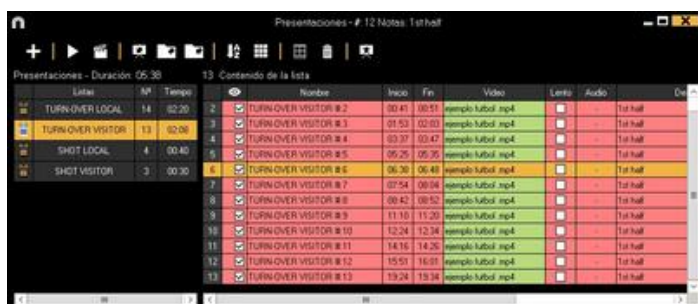 Presentaciones - #: 12 Notas: 1st half
Presentaciones - Duración: 05:38
13 Contenido de la lista
Listas Nº Tiempo
TURN-OVER LOCAL 14 02:20
TURN-OVER VISITOR 13 02:08
SHOT LOCAL 4 00:40
SHOT VISITOR 3 00:30
Nombre Inicio Fin Video Lento Audio De
2 TURN-OVER VISITOR # 2 00:41 00:51 ejemplo futbol .mp4 - 1st half
3 TURN-OVER VISITOR # 3 01:53 02:03 ejemplo futbol .mp4 - 1st half
4 TURN-OVER VISITOR # 4 03:37 03:47 ejemplo futbol .mp4 - 1st half
5 TURN-OVER VISITOR # 5 05:25 05:35 ejemplo futbol .mp4 - 1st half
6 TURN-OVER VISITOR # 6 06:38 06:48 ejemplo futbol .mp4 - 1st half
7 TURN-OVER VISITOR # 7 07:54 08:04 ejemplo futbol .mp4 - 1st half
8 TURN-OVER VISITOR # 8 08:42 08:52 ejemplo futbol .mp4 - 1st half
9 TURN-OVER VISITOR # 9 11:10 11:20 ejemplo futbol .mp4 - 1st half
10 TURN-OVER VISITOR # 10 12:24 12:34 ejemplo futbol .mp4 - 1st half
11 TURN-OVER VISITOR # 11 14:16 14:26 ejemplo futbol .mp4 - 1st half
12 TURN-OVER VISITOR # 12 15:51 16:01 ejemplo futbol .mp4 - 1st half
13 TURN-OVER VISITOR # 13 19:24 19:34 ejemplo futbol .mp4 - 1st half